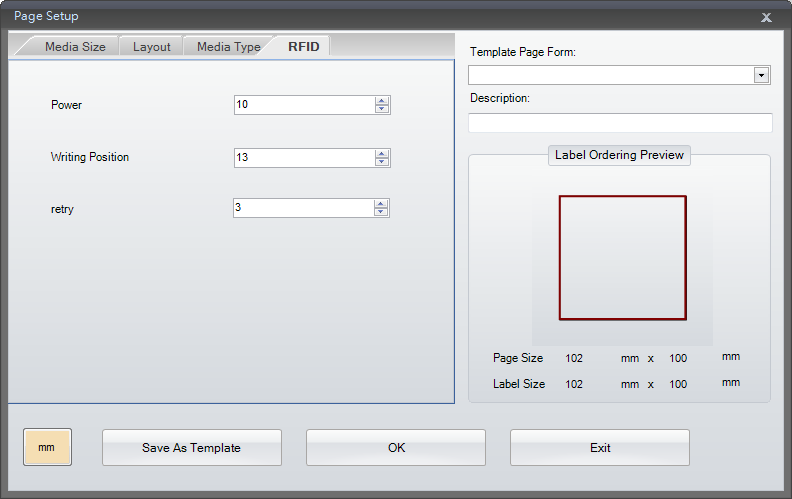 Page Setup X
Media Size Layout Media Type RFID
Power 10
Writing Position 13
retry 3
Template Page Form:
Description:
Label Ordering Preview
Page Size 102 mm x 100 mm
Label Size 102 mm x 100 mm
mm Save As Template OK Exit